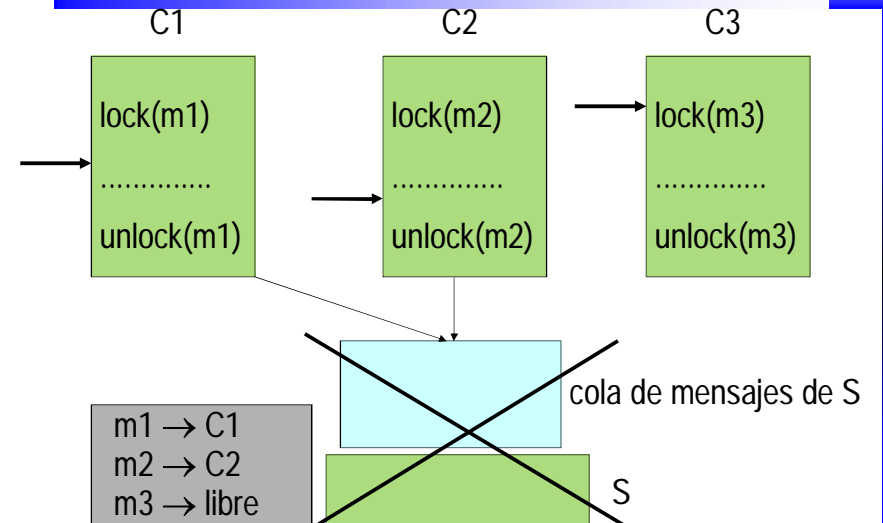 C1
C2
C3
lock(m1)
..............
unlock(m1)
lock(m2)
..............
unlock(m2)
lock(m3)
..............
unlock(m3)
cola de mensajes de S
m1 → C1
m2 → C2
m3 → libre
S